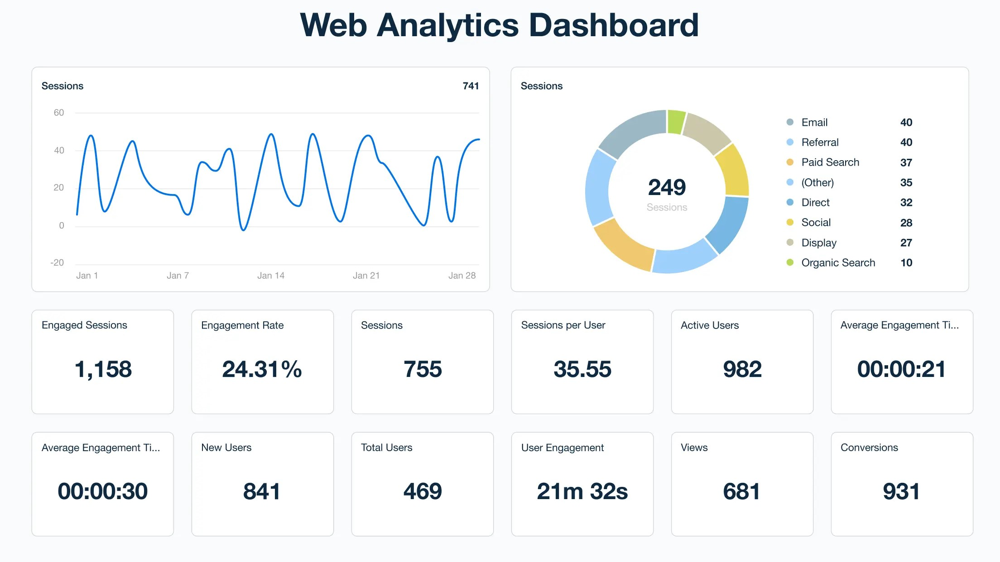 Web Analytics Dashboard
Sessions
741
60
40
20
0
-20
Jan 1
Jan 7
Jan 14
Jan 21
Jan 28
Sessions
249
Sessions
Email 40
Referral 40
Paid Search 37
(Other) 35
Direct 32
Social 28
Display 27
Organic Search 10
Engaged Sessions
1,158
Engagement Rate
24.31%
Sessions
755
Sessions per User
35.55
Active Users
982
Average Engagement Ti...
00:00:21
Average Engagement Ti...
00:00:30
New Users
841
Total Users
469
User Engagement
21m 32s
Views
681
Conversions
931